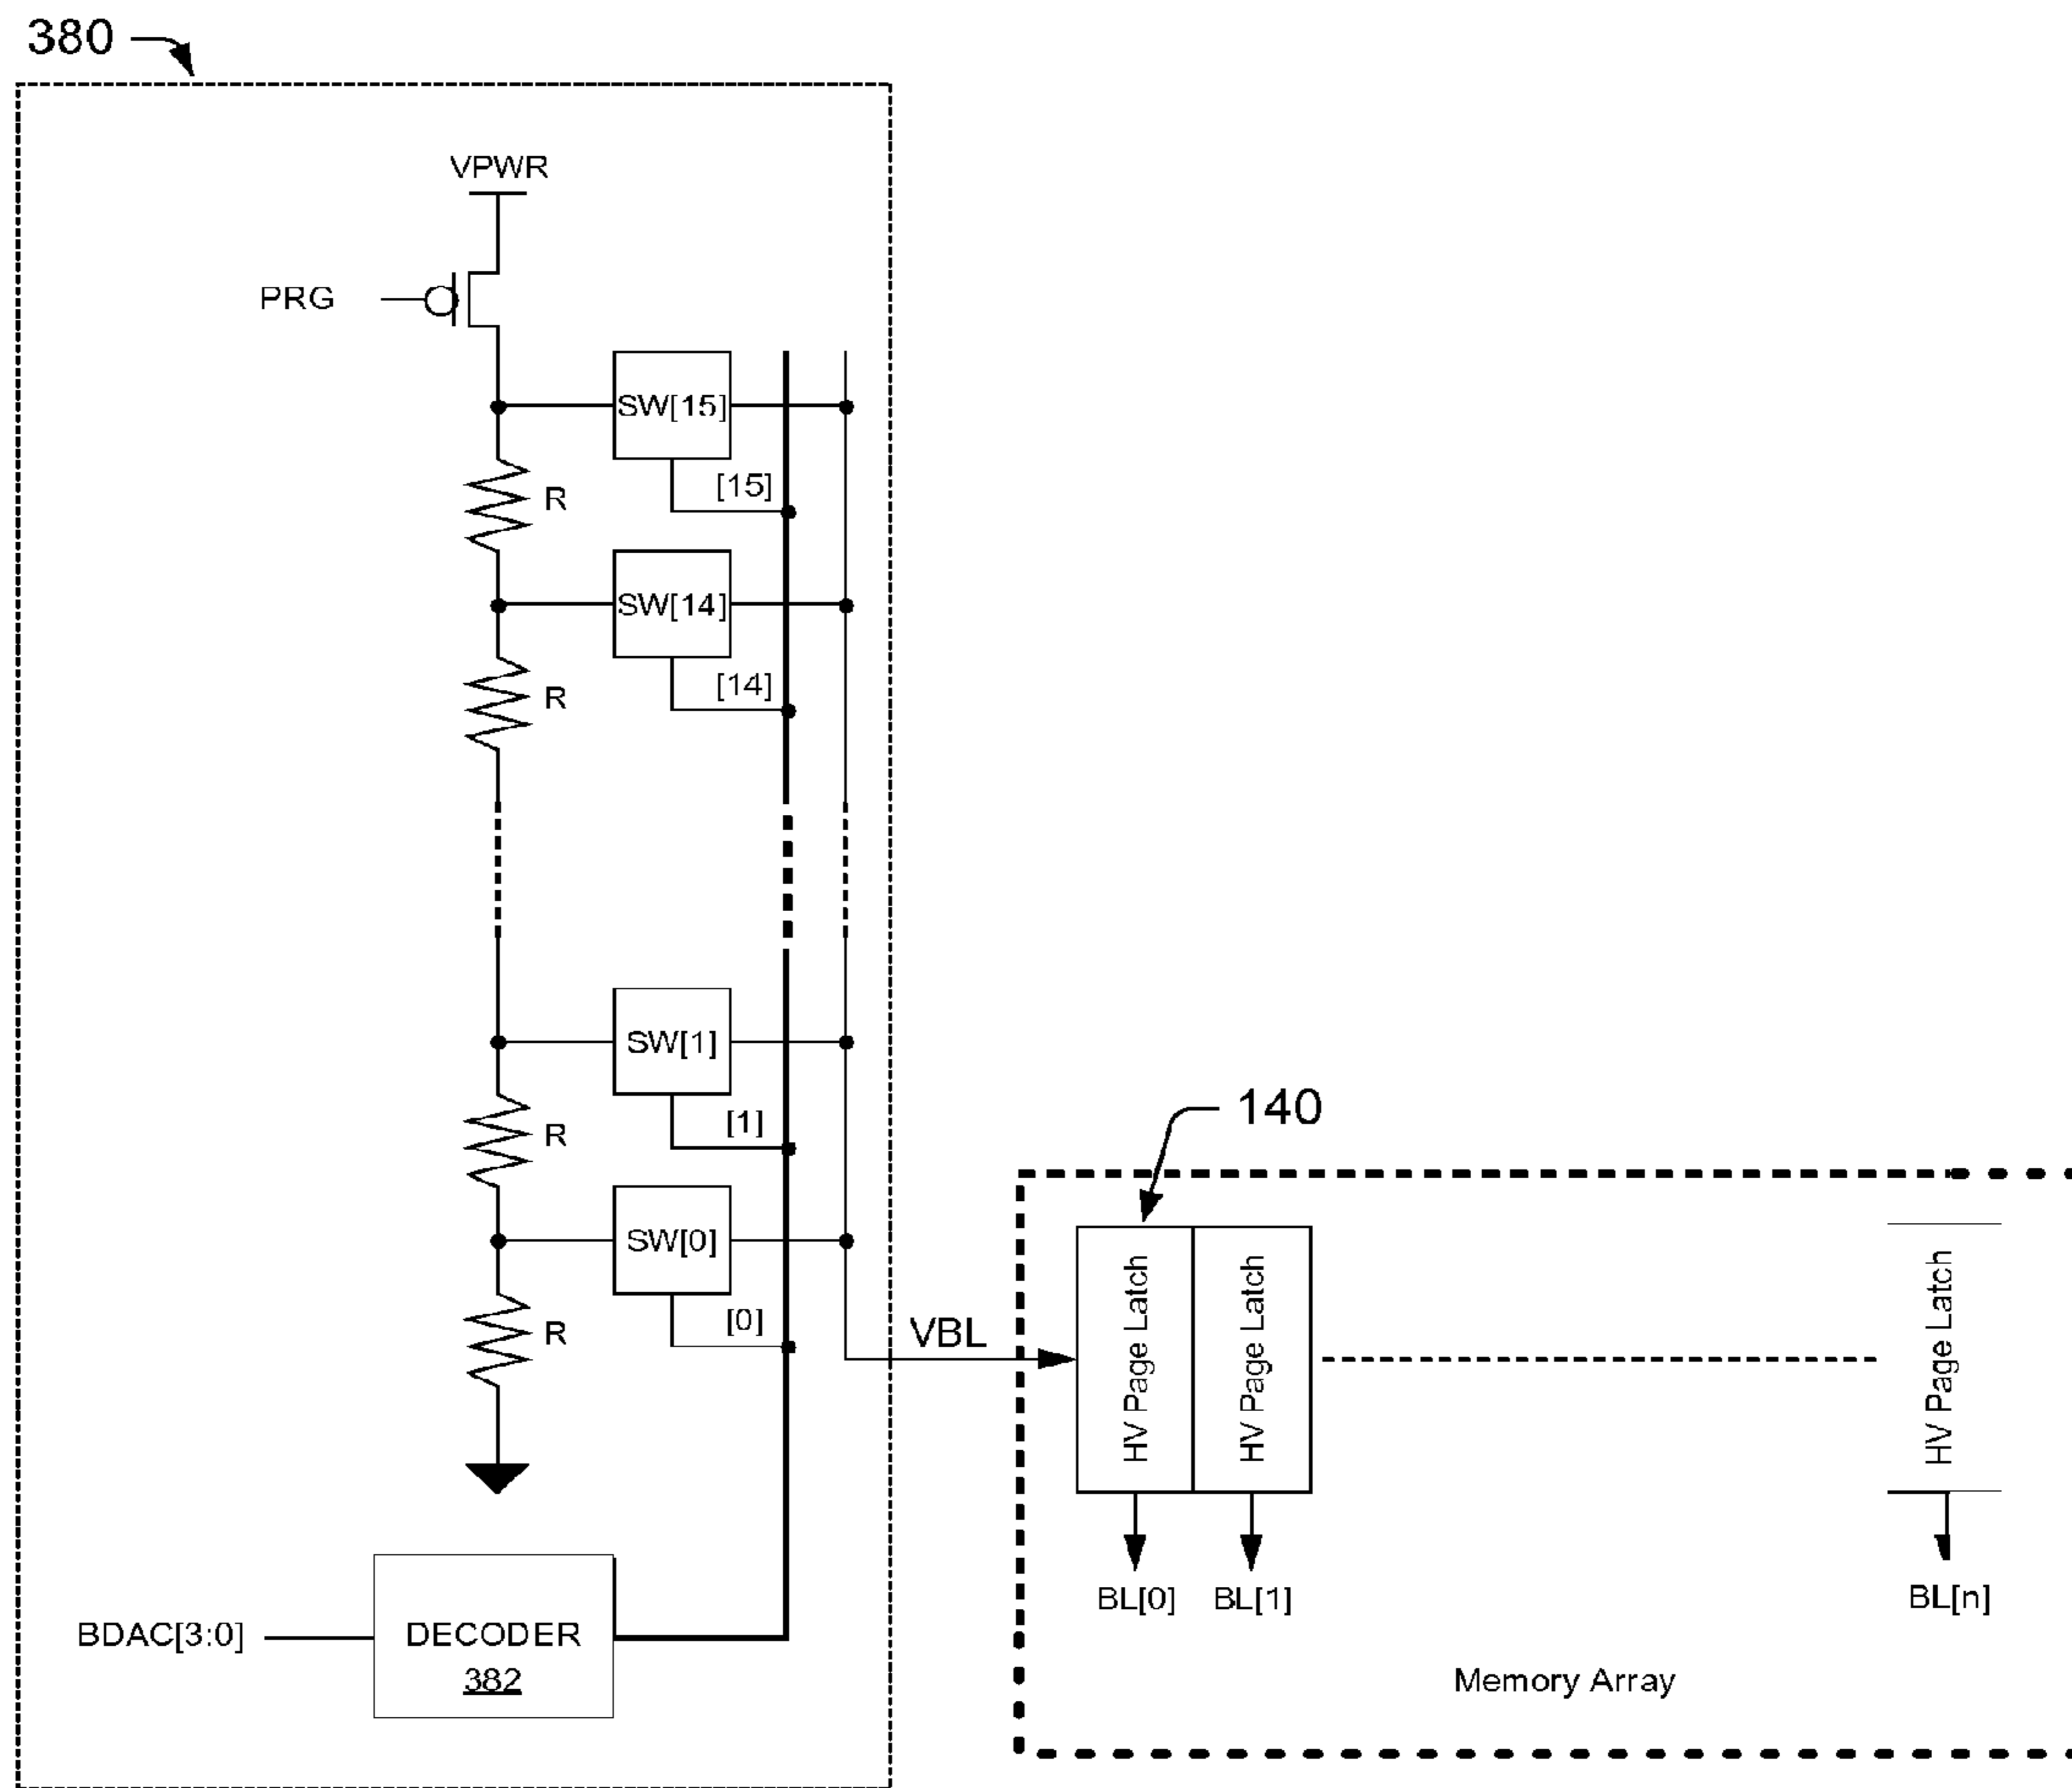 380
VPWR
PRG
SW[15]
[15]
R
SW[14]
[14]
R
SW[1]
[1]
R
SW[0]
[0]
R
VBL
140
HV Page Latch
HV Page Latch
HV Page Latch
BL[0]
BL[1]
BL[n]
BDAC[3:0]
DECODER
382
Memory Array